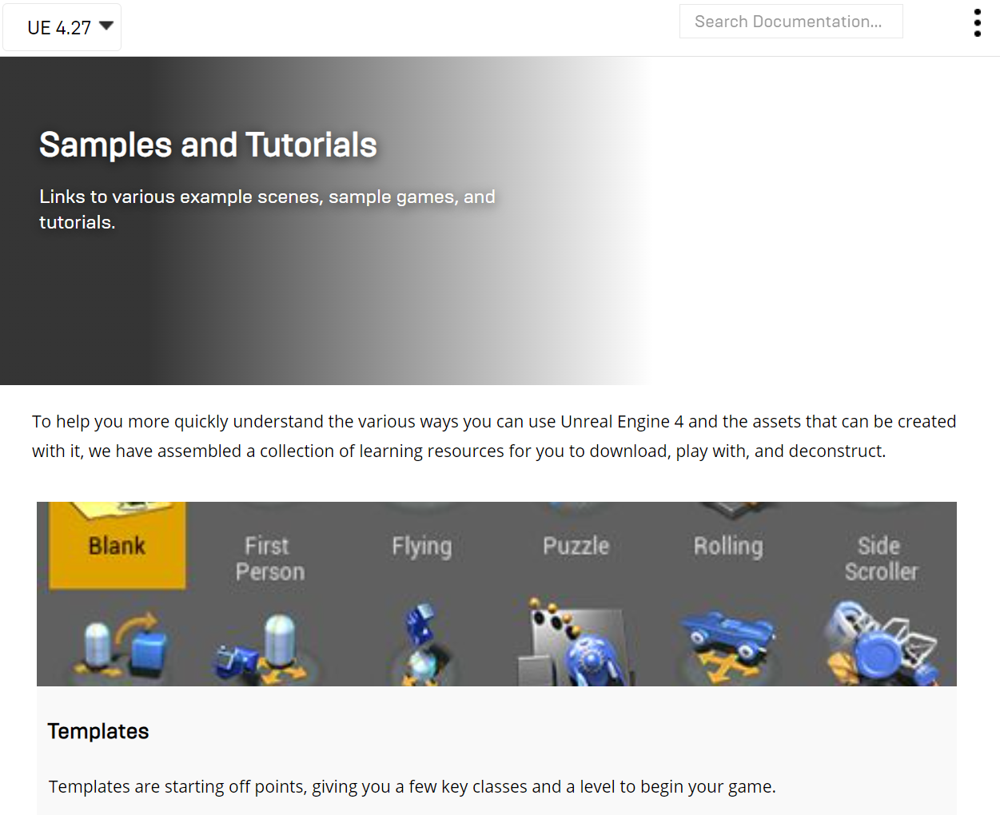 UE 4.27
Search Documentation...
Samples and Tutorials
Links to various example scenes, sample games, and
tutorials.
To help you more quickly understand the various ways you can use Unreal Engine 4 and the assets that can be created
with it, we have assembled a collection of learning resources for you to download, play with, and deconstruct.
Blank
First
Person
Flying
Puzzle
Rolling
Side
Scroller
Templates
Templates are starting off points, giving you a few key classes and a level to begin your game.